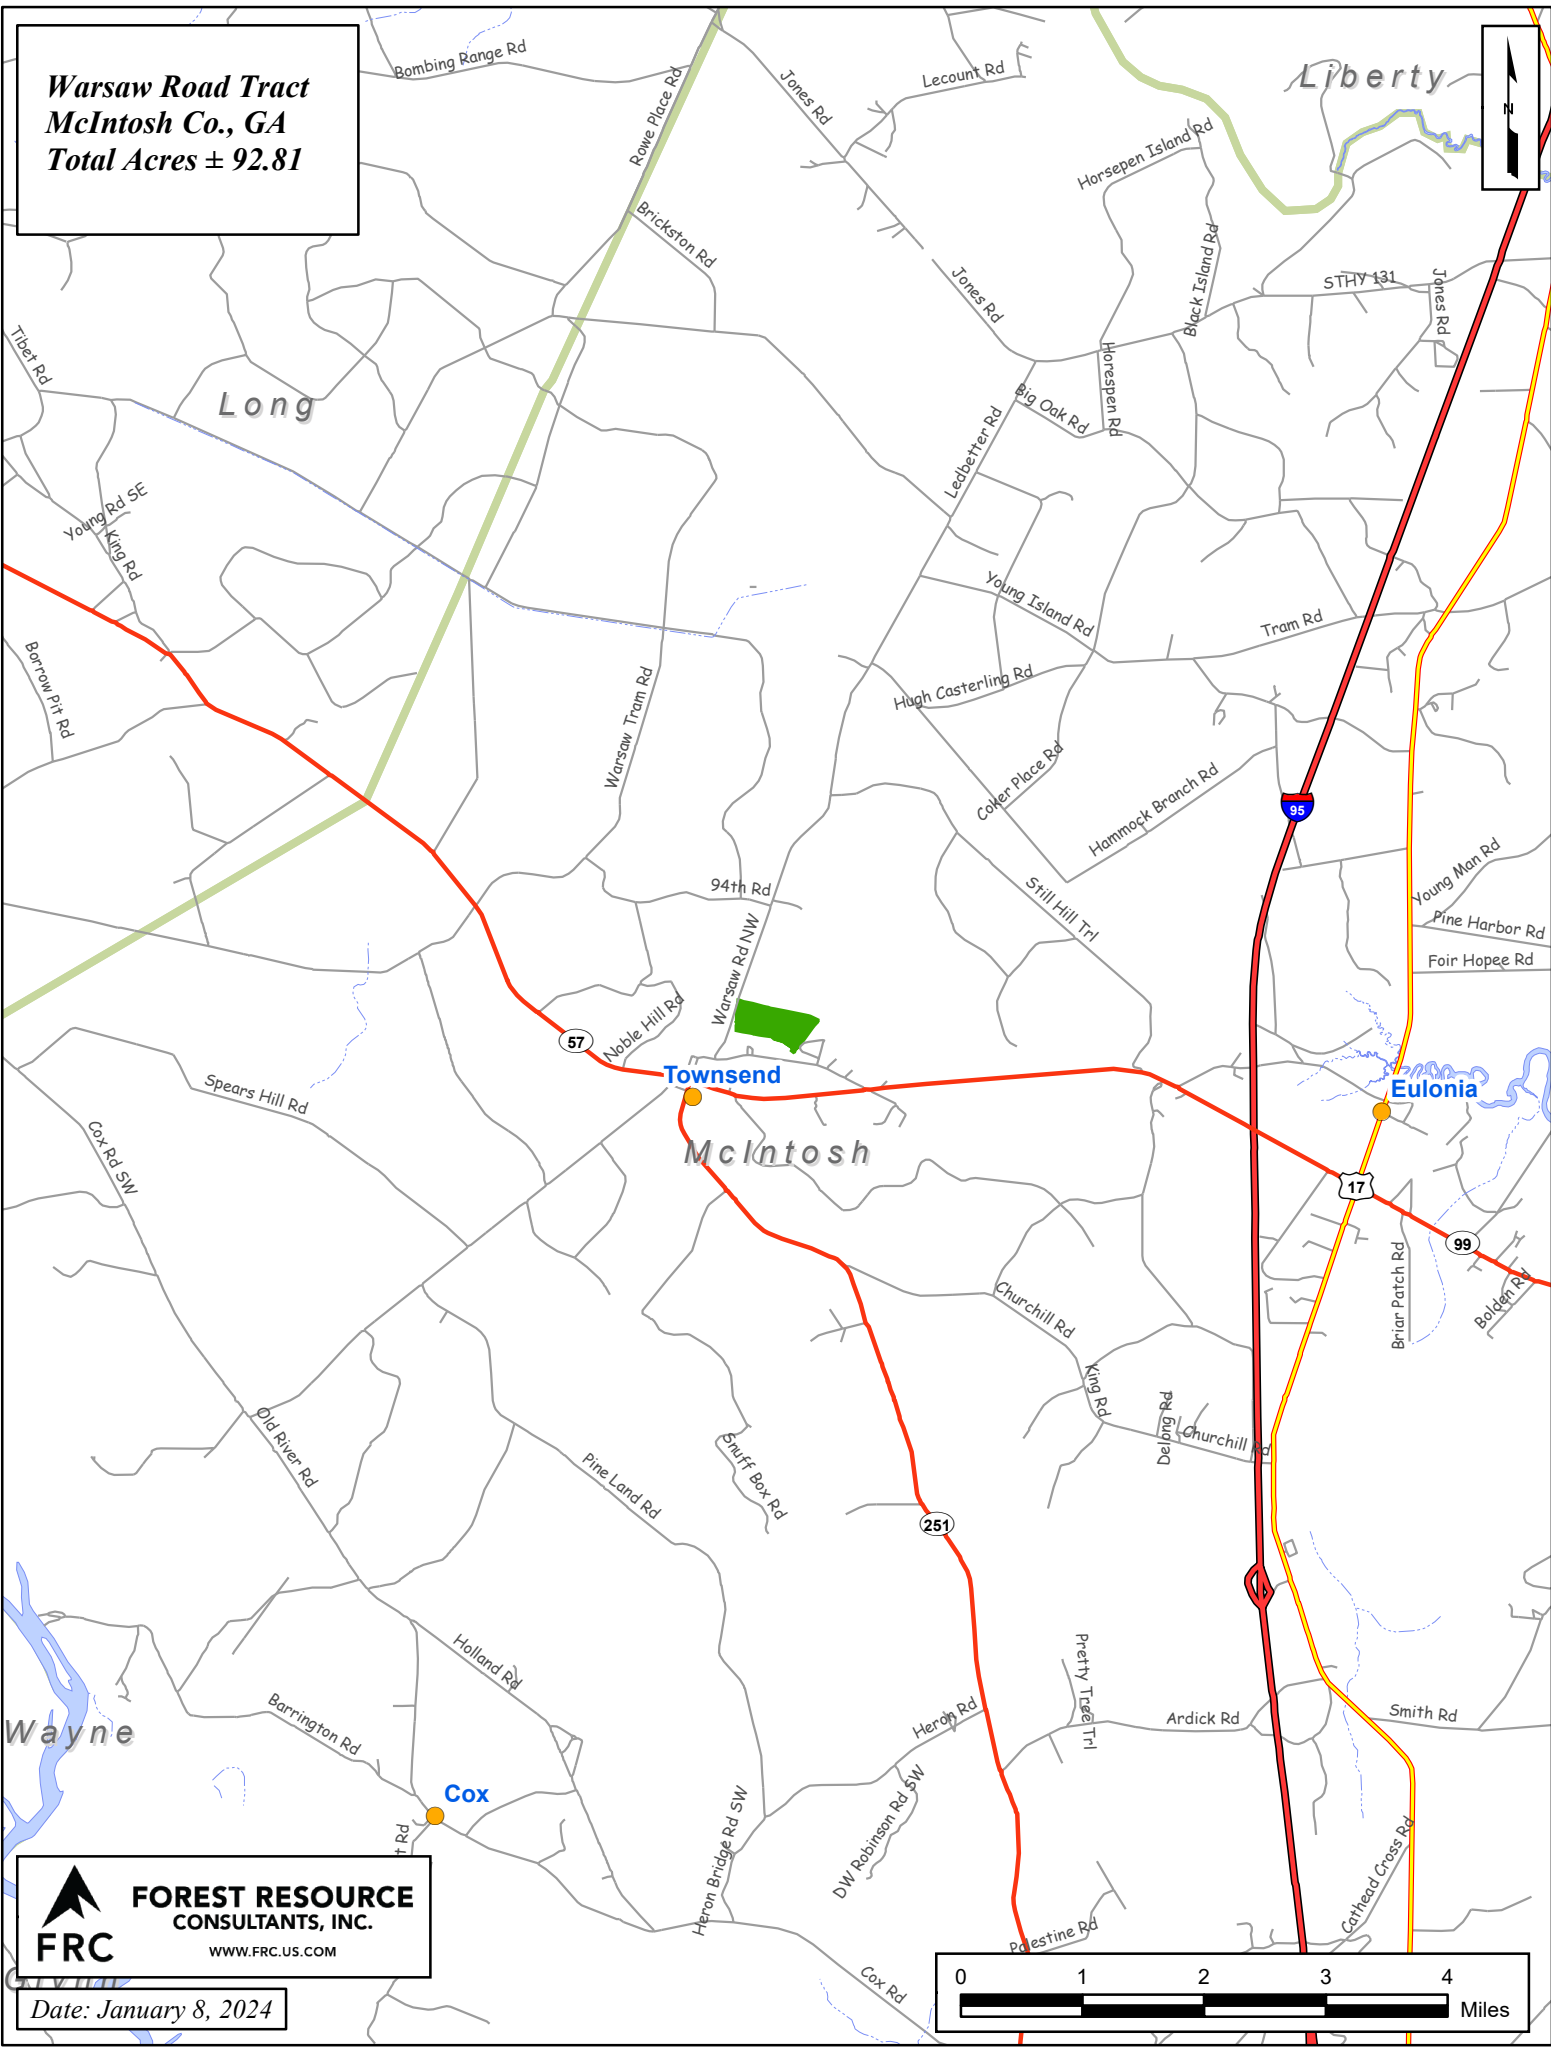 Warsaw Road Tract
McIntosh Co., GA
Total Acres ± 92.81
Bombing Range Rd
Rowe Place Rd
Jones Rd
Lecount Rd
Liberty
N
Horsepen Island Rd
Brickston Rd
Black Island Rd
Jones Rd
STHY 131
Jones Rd
Tibet Rd
Long
Horespen Rd
Big Oak Rd
Ledbetter Rd
Young Rd SE
King Rd
Young Island Rd
Tram Rd
Borrow Pit Rd
Warsaw Tram Rd
Hugh Casterling Rd
Coker Place Rd
Hammock Branch Rd
95
94th Rd
Still Hill Trl
Young Man Rd
Pine Harbor Rd
Foir Hopee Rd
Warsaw Rd NW
Noble Hill Rd
57
Townsend
Eulonia
Spears Hill Rd
Cox Rd SW
McIntosh
17
99
Briar Patch Rd
Bolden Rd
Churchill Rd
King Rd
Delong Rd
Churchill Rd
Old River Rd
Pine Land Rd
Snuff Box Rd
251
Holland Rd
Pretty Tree Trl
Barrington Rd
Heron Rd
Ardick Rd
Smith Rd
Wayne
Cox
t Rd
Heron Bridge Rd SW
DW Robinson Rd SW
Cathead Cross Rd
Palestine Rd
Cox Rd
FRC
FOREST RESOURCE
CONSULTANTS, INC.
WWW.FRC.US.COM
Glynn
Date: January 8, 2024
0 1 2 3 4
Miles